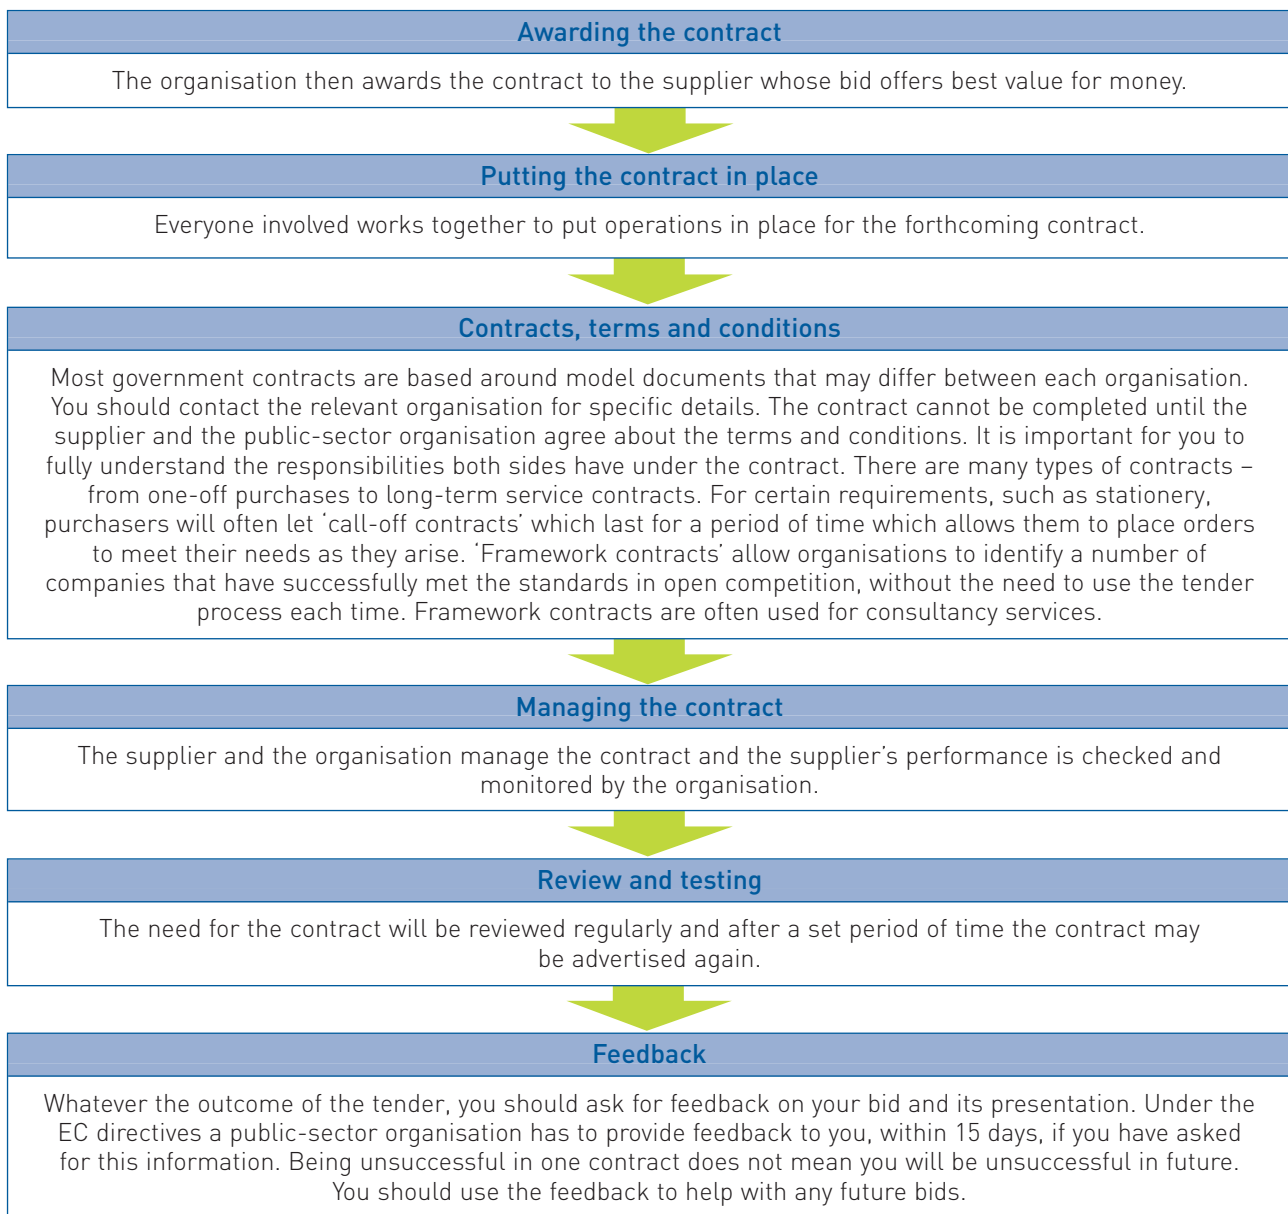 Awarding the contract
The organisation then awards the contract to the supplier whose bid offers best value for money.
Putting the contract in place
Everyone involved works together to put operations in place for the forthcoming contract.
Contracts, terms and conditions
Most government contracts are based around model documents that may differ between each organisation.
You should contact the relevant organisation for specific details. The contract cannot be completed until the
supplier and the public-sector organisation agree about the terms and conditions. It is important for you to
fully understand the responsibilities both sides have under the contract. There are many types of contracts –
from one-off purchases to long-term service contracts. For certain requirements, such as stationery,
purchasers will often let ‘call-off contracts’ which last for a period of time which allows them to place orders
to meet their needs as they arise. ‘Framework contracts’ allow organisations to identify a number of
companies that have successfully met the standards in open competition, without the need to use the tender
process each time. Framework contracts are often used for consultancy services.
Managing the contract
The supplier and the organisation manage the contract and the supplier’s performance is checked and
monitored by the organisation.
Review and testing
The need for the contract will be reviewed regularly and after a set period of time the contract may
be advertised again.
Feedback
Whatever the outcome of the tender, you should ask for feedback on your bid and its presentation. Under the
EC directives a public-sector organisation has to provide feedback to you, within 15 days, if you have asked
for this information. Being unsuccessful in one contract does not mean you will be unsuccessful in future.
You should use the feedback to help with any future bids.